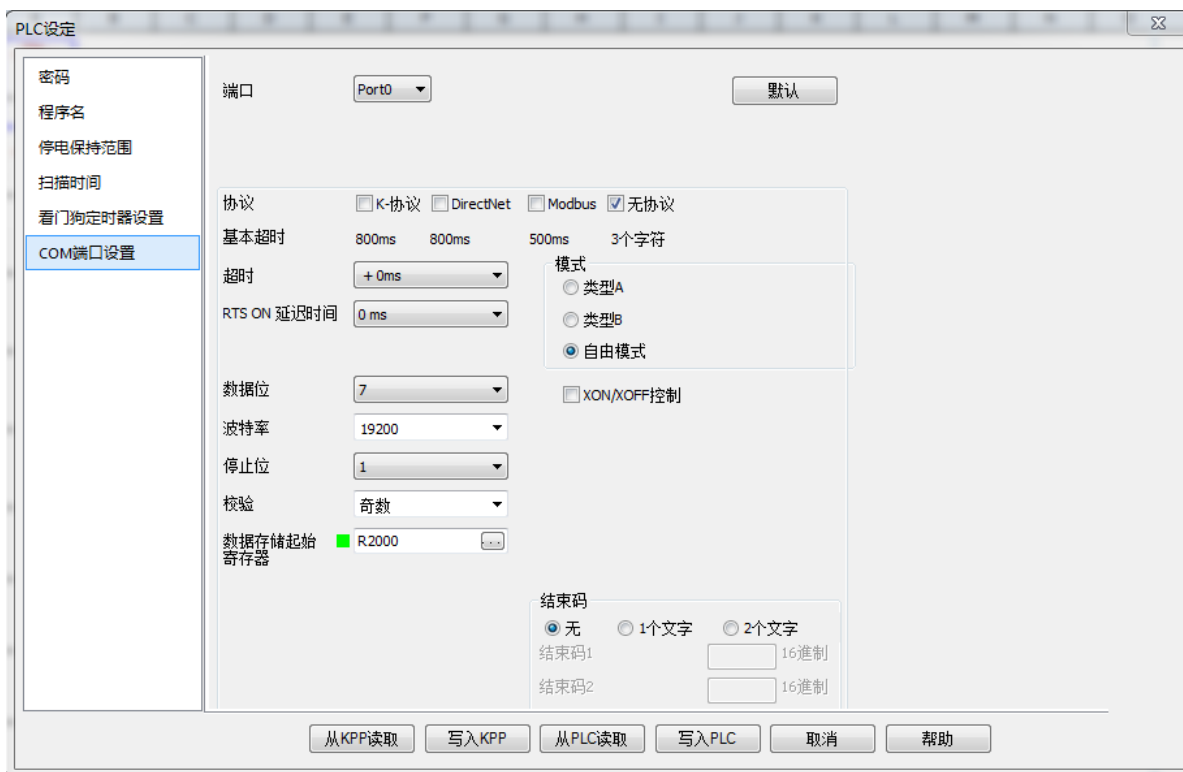 PLC设定
密码
程序名
停电保持范围
扫描时间
看门狗定时器设置
COM端口设置
端口 Port0 默认
协议 K-协议 DirectNet Modbus 无协议
基本超时 800ms 800ms 500ms 3个字符
超时 + 0ms
RTS ON 延迟时间 0 ms
模式
类型A
类型B
自由模式
数据位 7
XON/XOFF控制
波特率 19200
停止位 1
校验 奇数
数据存储起始
寄存器
R2000 ...
结束码
无 1个文字 2个文字
结束码1 16進制
结束码2 16進制
从KPP读取 写入KPP 从PLC读取 写入PLC 取消 帮助